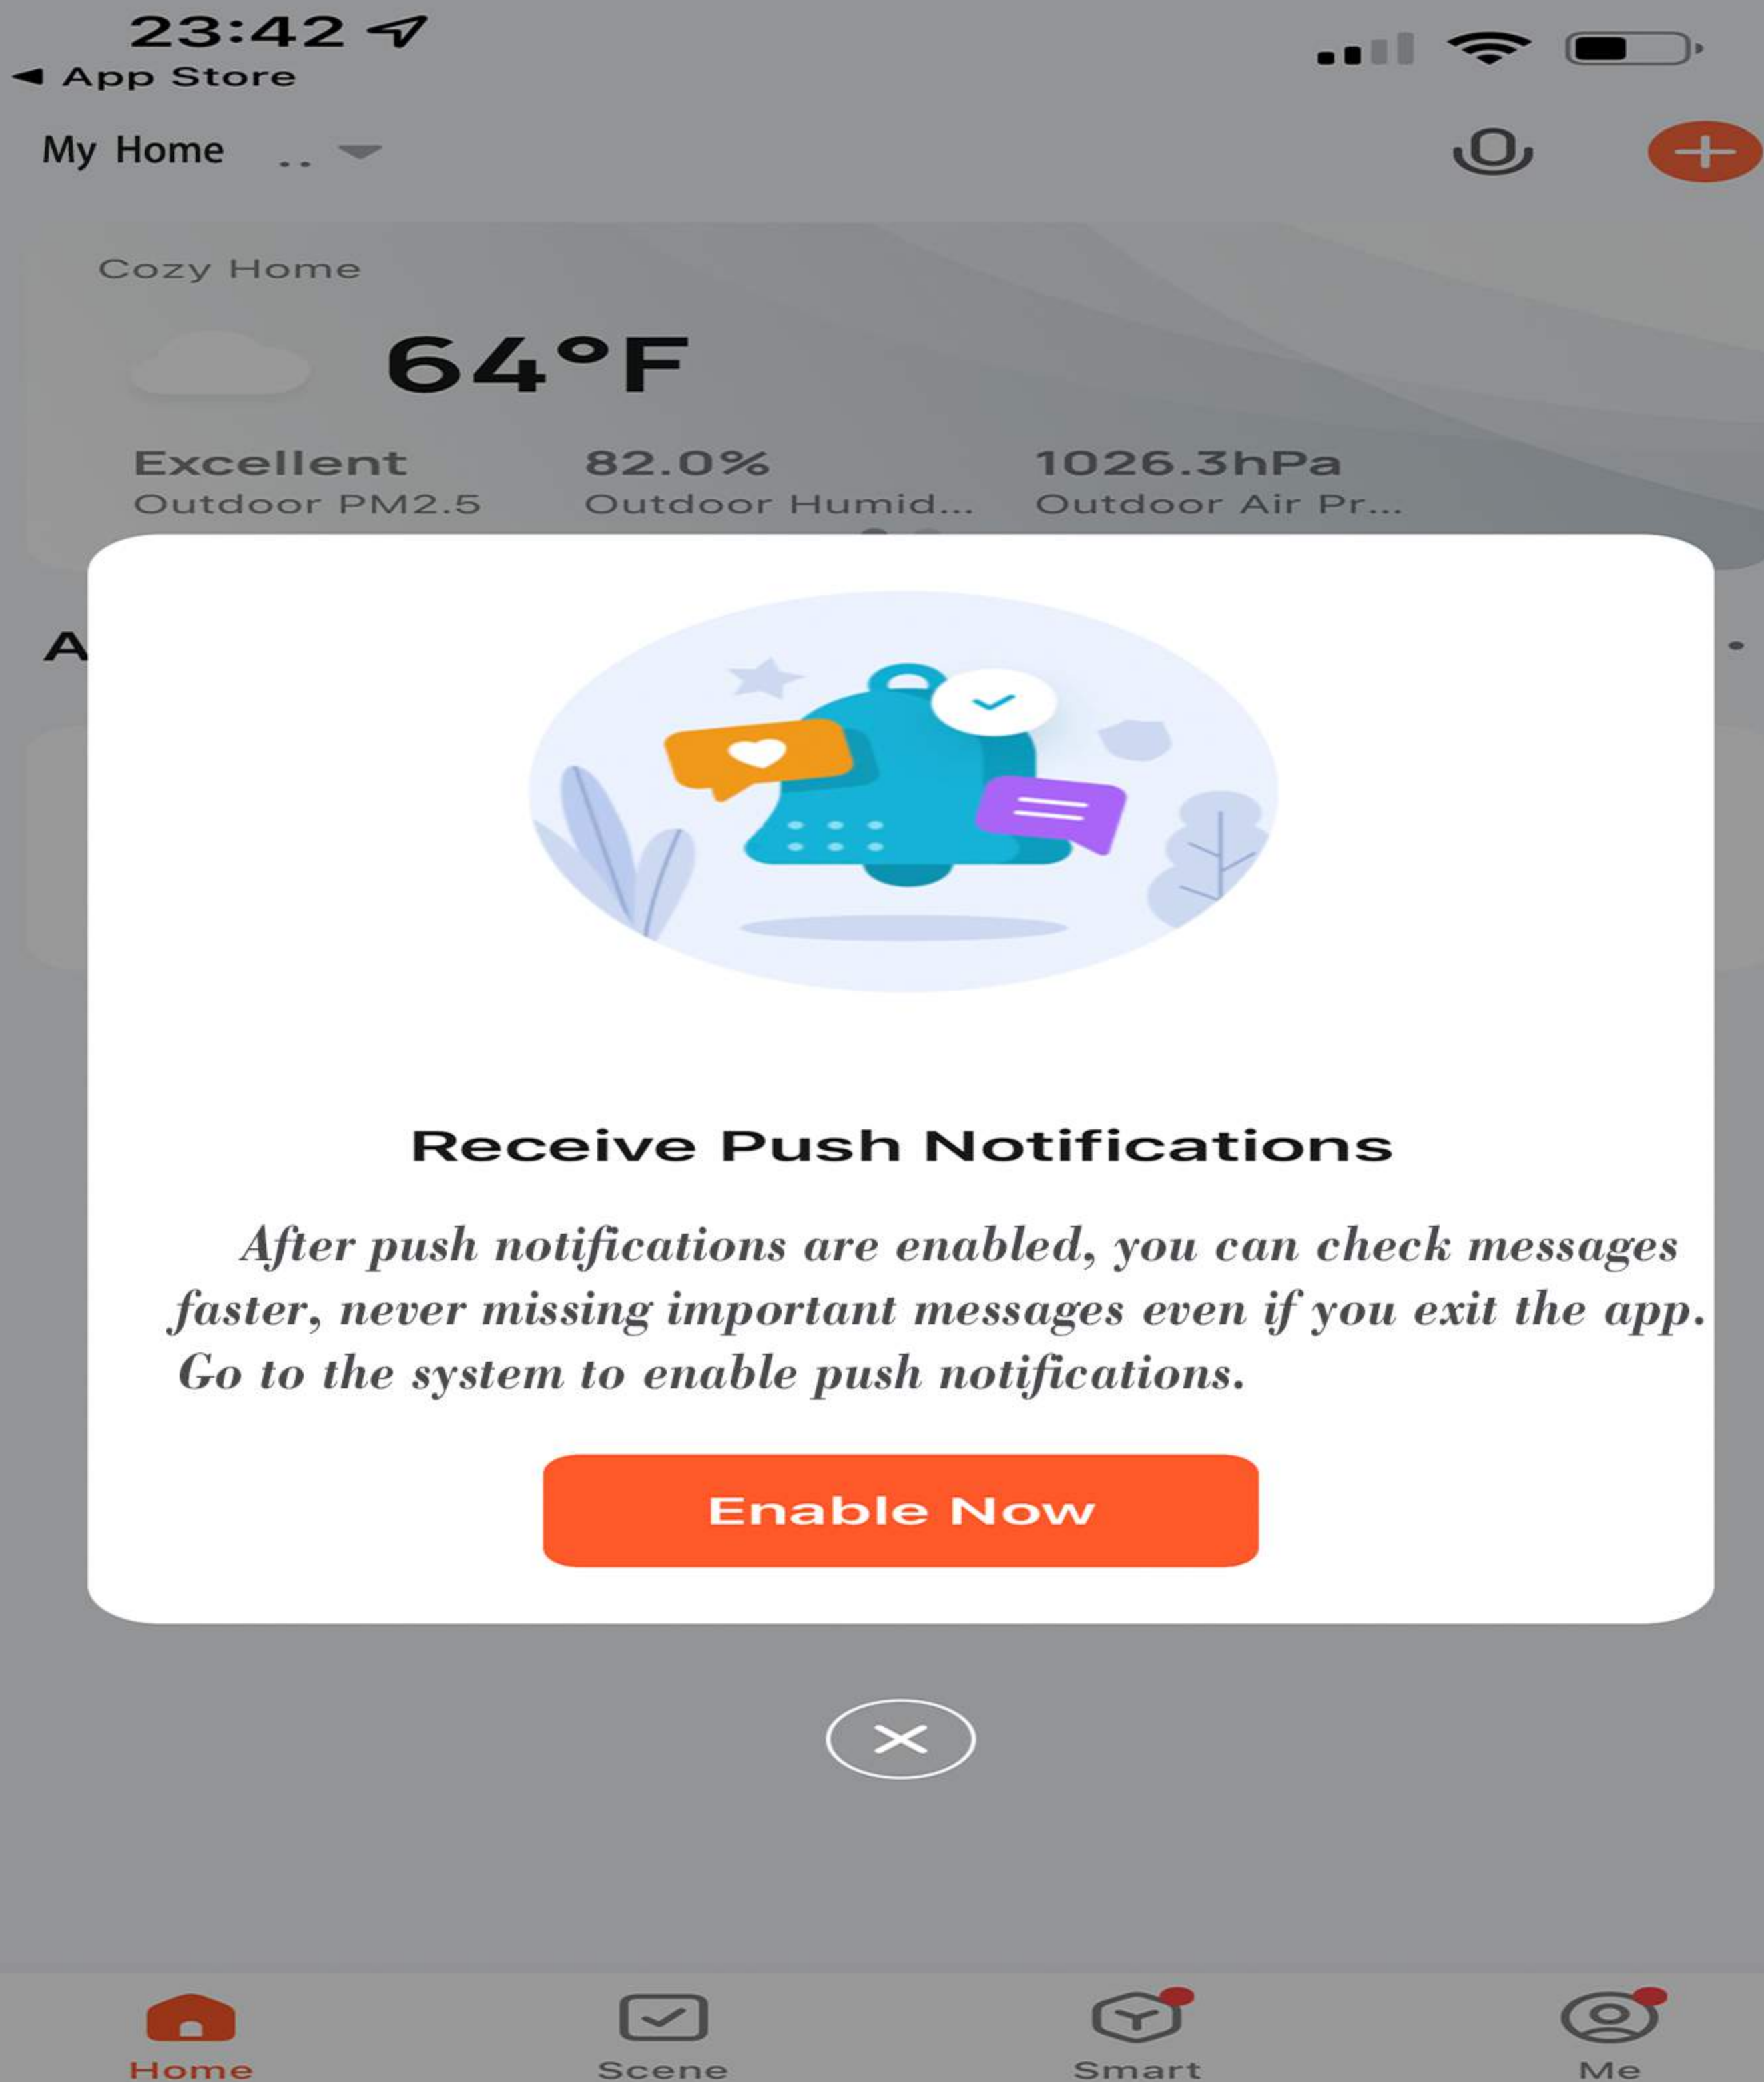 23:42
App Store
My Home ..
Cozy Home
64°F
Excellent 82.0% 1026.3hPa
Outdoor PM2.5 Outdoor Humid... Outdoor Air Pr...
A
Receive Push Notifications
After push notifications are enabled, you can check messages
faster, never missing important messages even if you exit the app.
Go to the system to enable push notifications.
Enable Now
Home Scene Smart Me